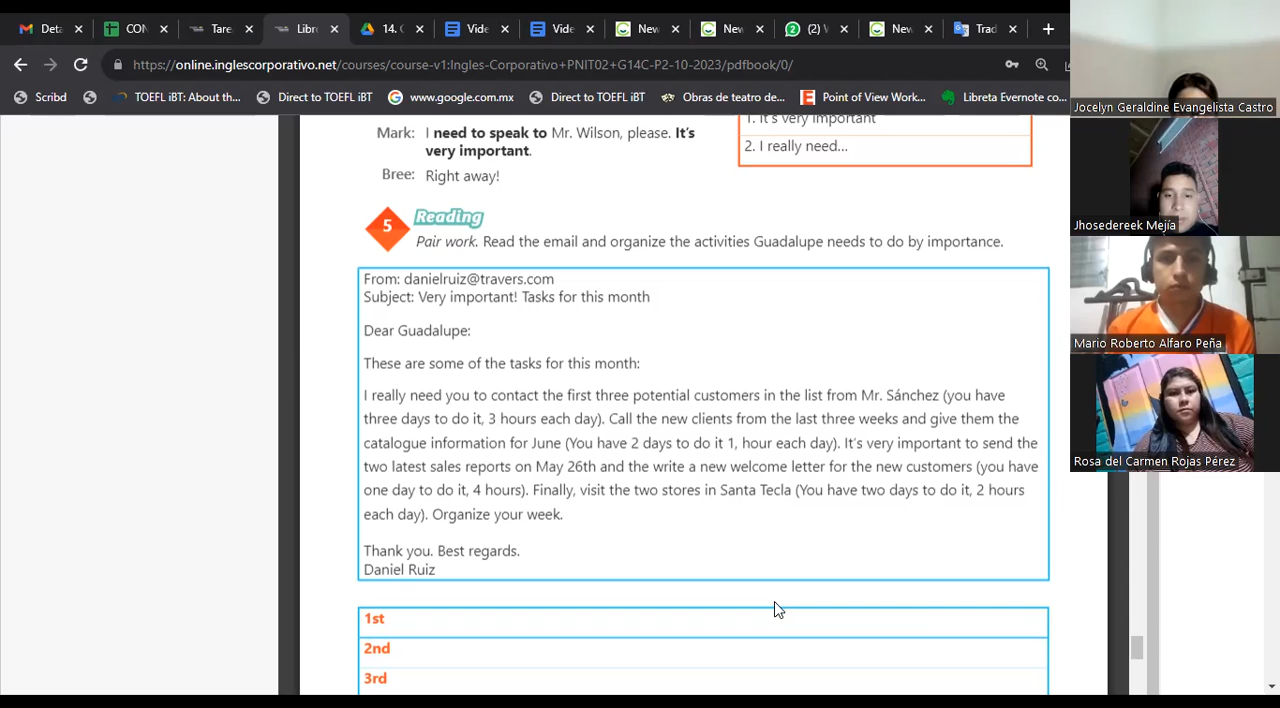 Deta
CON
Tare
Libro
14. C
Vide
Vide
New
New
(2) W
New
Trad
https://online.inglescorporativo.net/courses/course-v1:Ingles-Corporativo+PNIT02+G14C-P2-10-2023/pdfbook/0/
Scribd
TOEFL iBT: About th...
Direct to TOEFL iBT
www.google.com.mx
Direct to TOEFL iBT
Obras de teatro de...
Point of View Work...
Libreta Evernote co...
Mark: I need to speak to Mr. Wilson, please. It's
very important.
Bree: Right away!
1. It's very important
2. I really need...
5 Reading
Pair work. Read the email and organize the activities Guadalupe needs to do by importance.
From: danielruiz@travers.com
Subject: Very important! Tasks for this month
Dear Guadalupe:
These are some of the tasks for this month:
I really need you to contact the first three potential customers in the list from Mr. Sánchez (you have
three days to do it, 3 hours each day). Call the new clients from the last three weeks and give them the
catalogue information for June (You have 2 days to do it 1, hour each day). It's very important to send the
two latest sales reports on May 26th and the write a new welcome letter for the new customers (you have
one day to do it, 4 hours). Finally, visit the two stores in Santa Tecla (You have two days to do it, 2 hours
each day). Organize your week.
Thank you. Best regards.
Daniel Ruiz
1st
2nd
3rd
Jocelyn Geraldine Evangelista Castro
Jhosedereek Mejía
Mario Roberto Alfaro Peña
Rosa del Carmen Rojas Pérez